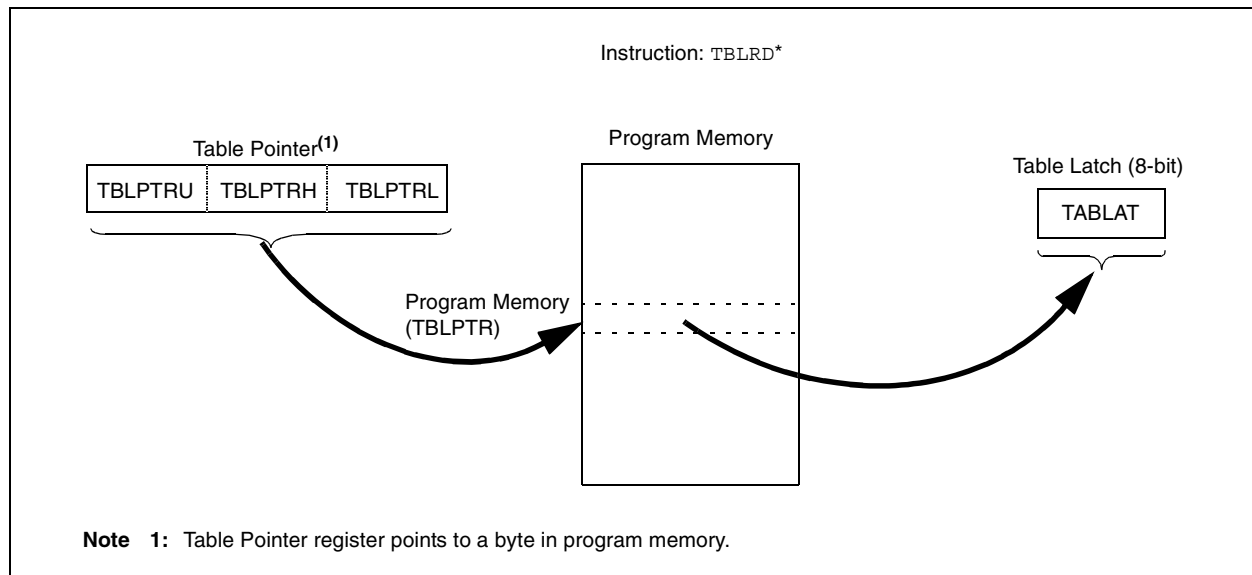 Instruction: TBLRD*
Table Pointer(1)
Program Memory
Table Latch (8-bit)
TBLPTRU TBLPTRH TBLPTRL
TABLAT
Program Memory
(TBLPTR)
Note 1: Table Pointer register points to a byte in program memory.